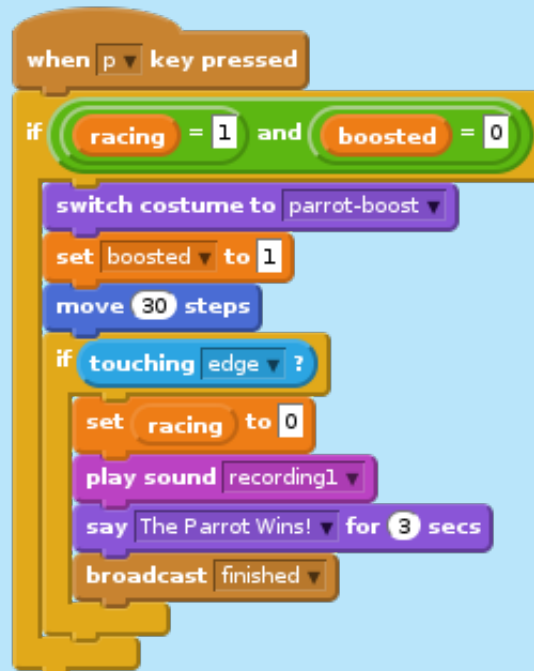 when p key pressed
if racing = 1 and boosted = 0
switch costume to parrot-boost
set boosted to 1
move 30 steps
if touching edge ?
set racing to 0
play sound recording1
say The Parrot Wins! for 3 secs
broadcast finished